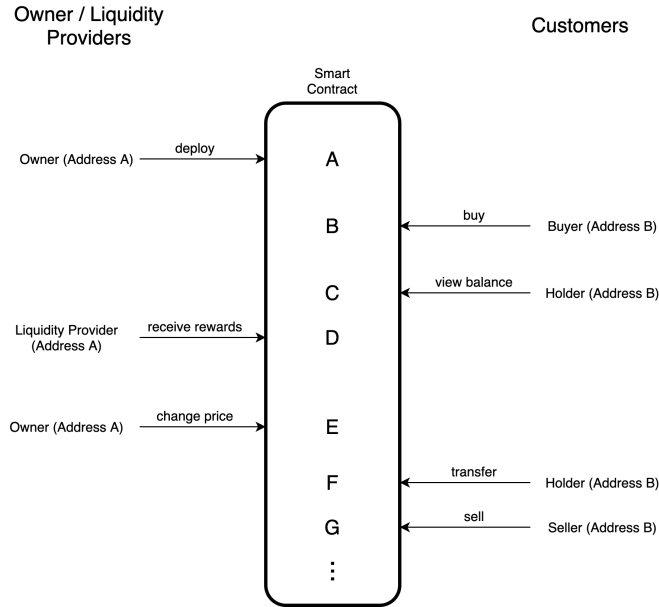 Owner / Liquidity
Providers
Customers
Smart
Contract
Owner (Address A)
deploy
A
B
buy
Buyer (Address B)
C
view balance
Holder (Address B)
Liquidity Provider
(Address A)
receive rewards
D
Owner (Address A)
change price
E
F
transfer
Holder (Address B)
G
sell
Seller (Address B)
⋮